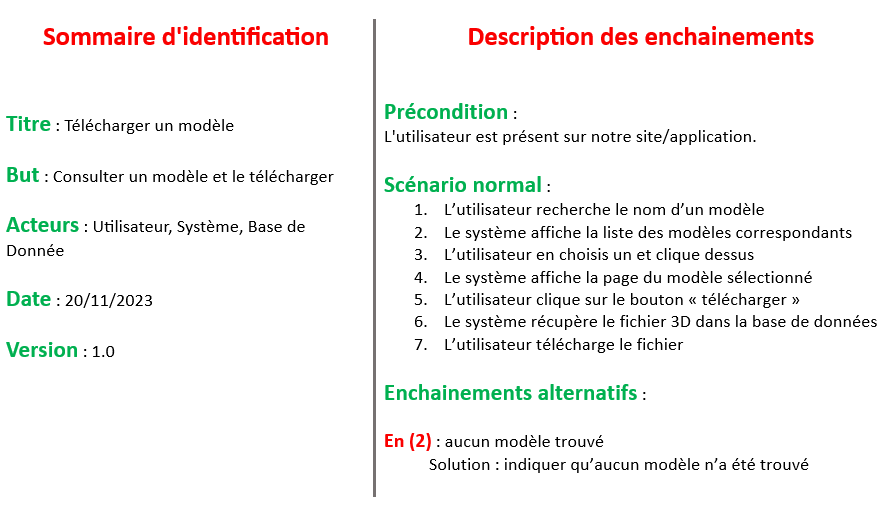 Sommaire d'identification
Titre : Télécharger un modèle
But : Consulter un modèle et le télécharger
Acteurs : Utilisateur, Système, Base de
Donnée
Date : 20/11/2023
Version : 1.0
Description des enchainements
Précondition :
L'utilisateur est présent sur notre site/application.
Scénario normal :
1. L’utilisateur recherche le nom d’un modèle
2. Le système affiche la liste des modèles correspondants
3. L’utilisateur en choisis un et clique dessus
4. Le système affiche la page du modèle sélectionné
5. L’utilisateur clique sur le bouton « télécharger »
6. Le système récupère le fichier 3D dans la base de données
7. L’utilisateur télécharge le fichier
Enchainements alternatifs :
En (2) : aucun modèle trouvé
Solution : indiquer qu’aucun modèle n’a été trouvé